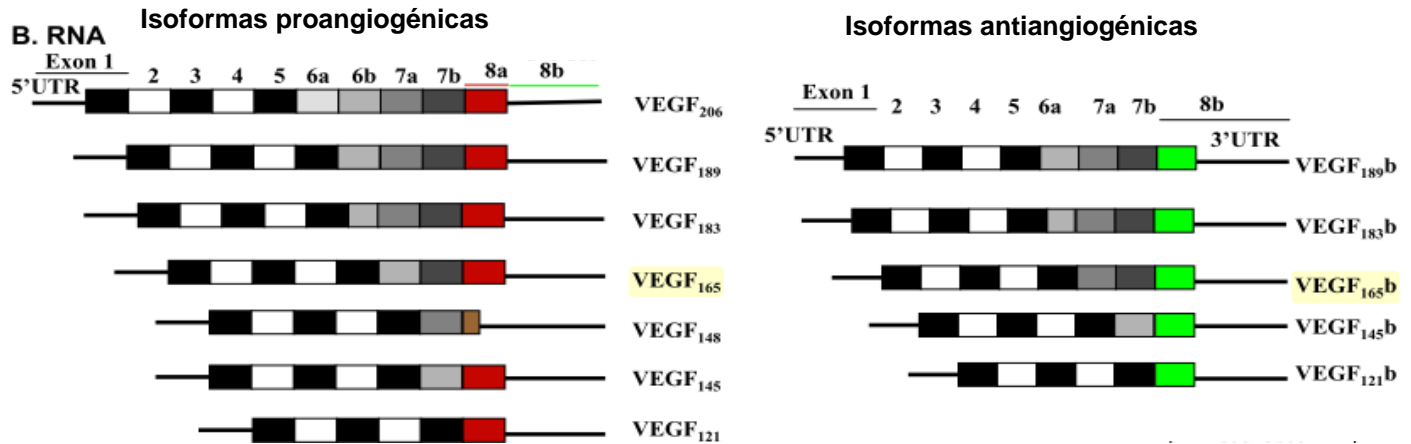 Isoformas proangiogénicas
B. RNA
Exon 1 2 3 4 5 6a 6b 7a 7b 8a 8b
5'UTR
VEGF206
VEGF189
VEGF183
VEGF165
VEGF148
VEGF145
VEGF121
Isoformas antiangiogénicas
Exon 1 2 3 4 5 6a 7a 7b 8b
5'UTR 3'UTR
VEGF189b
VEGF183b
VEGF165b
VEGF145b
VEGF121b